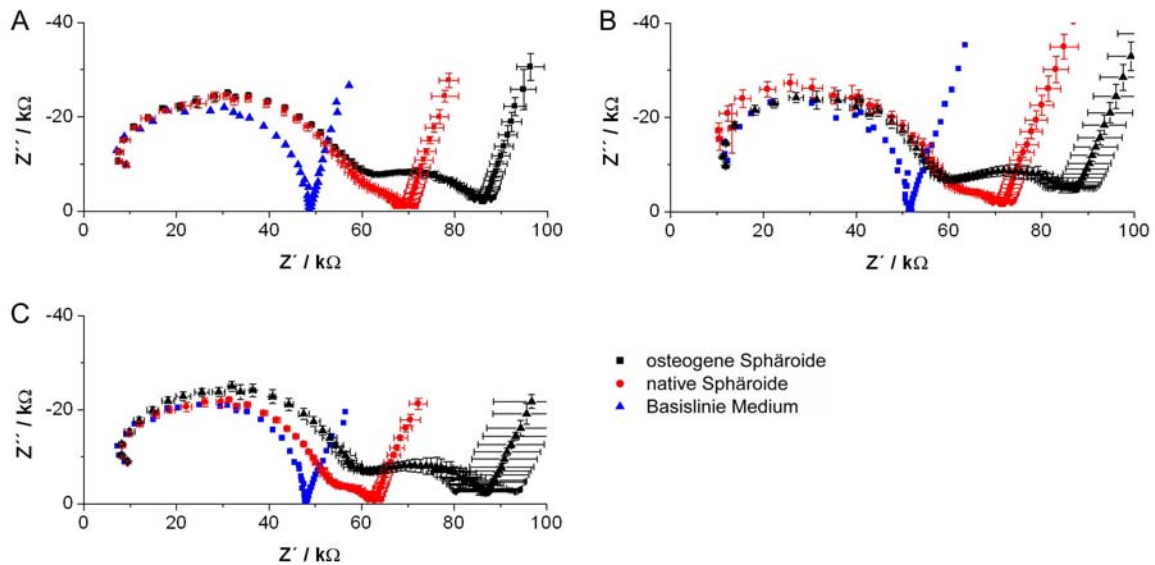 A
-40
-20
0
Z´´ / kΩ
0 20 40 60 80 100
Z´ / kΩ
B
-40
-20
0
Z´´ / kΩ
0 20 40 60 80 100
Z´ / kΩ
C
-40
-20
0
Z´´ / kΩ
0 20 40 60 80 100
Z´ / kΩ
osteogene Sphäroide
native Sphäroide
Basislinie Medium